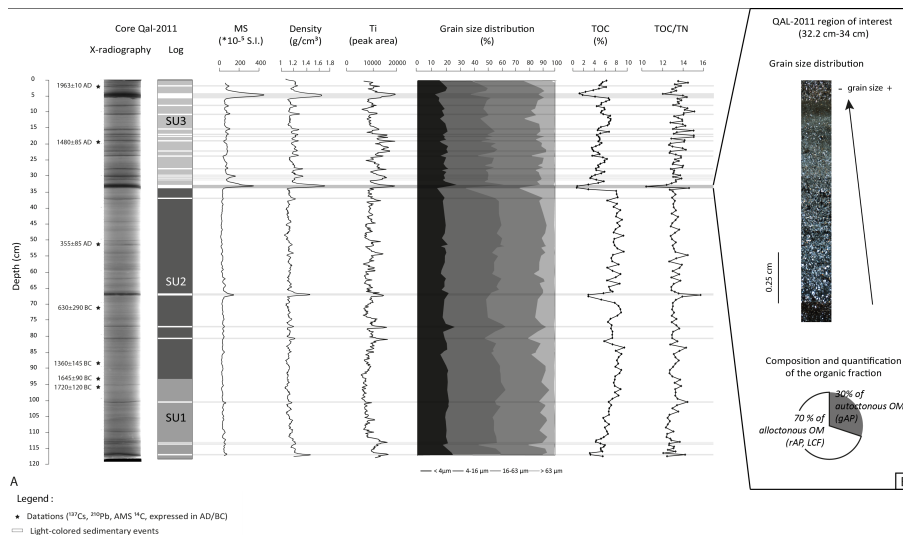 Core Qal-2011
X-radiography
Log
MS
(*10-⁵ S.I.)
0 200 400
Density
(g/cm³)
1 1.2 1.4 1.6 1.8
Ti
(peak area)
0 10000 20000
Grain size distribution
(%)
0 10 20 30 40 50 60 70 80 90 100
TOC
(%)
0 2 4 6 8 10
TOC/TN
10 12 14 16
Depth (cm)
0
5
10
15
20
25
30
35
40
45
50
55
60
65
70
75
80
85
90
95
100
105
110
115
120
1963±10 AD
1480±85 AD
355±85 AD
630±290 BC
1360±145 BC
1645±90 BC
1720±120 BC
SU3
SU2
SU1
< 4µm 4-16 µm 16-63 µm > 63 µm
A
QAL-2011 region of interest
(32.2 cm-34 cm)
Grain size distribution
- grain size +
0.25 cm
Composition and quantification
of the organic fraction
30% of
autoctonous OM
(gAP)
70 % of
alloctonous OM
(rAP, LCF)
Legend :
★ Datations (¹³⁷Cs, ²¹⁰Pb, AMS ¹⁴C, expressed in AD/BC)
Light-colored sedimentary events